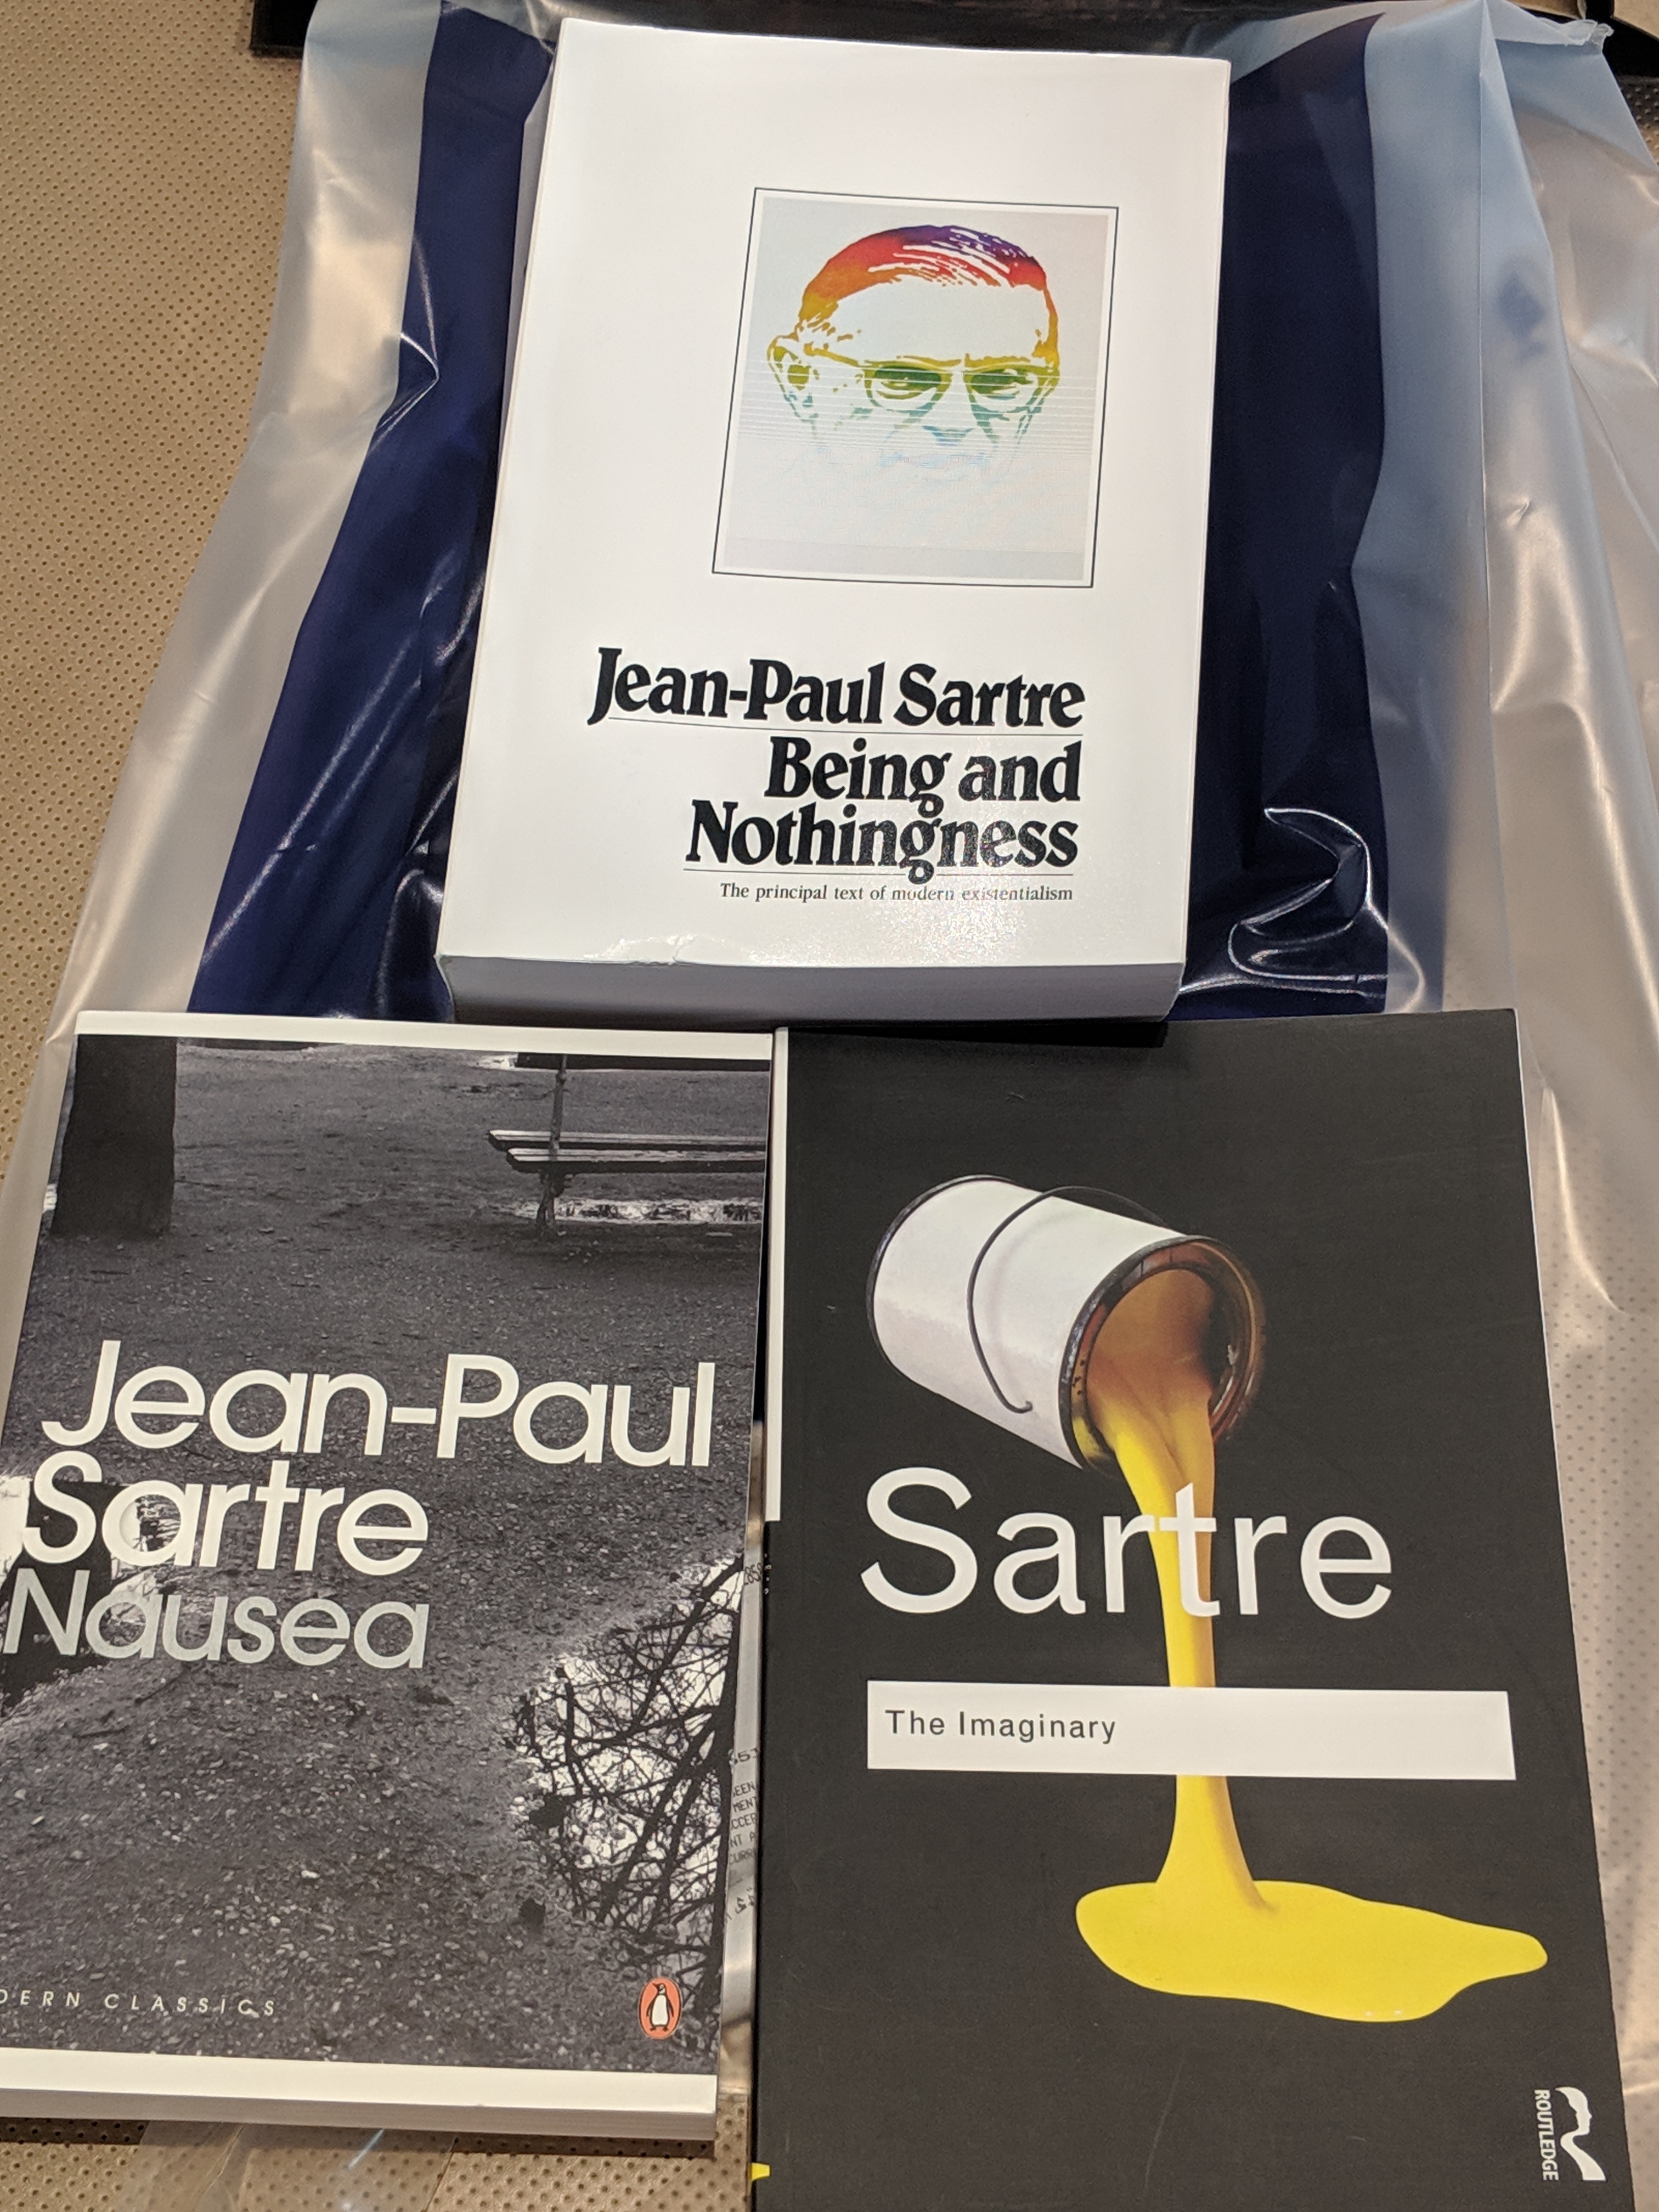 Jean-Paul Sartre
Being and
Nothingness
The principal text of modern existentialism
Jean-Paul
Sartre
Nausea
CLASSICS
Sartre
The Imaginary
ROUTLEDGE